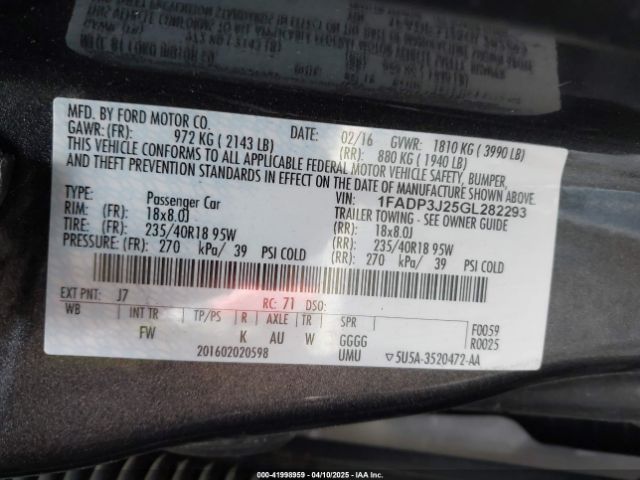 MFD. BY FORD MOTOR CO. DATE: 02/16 GVWR: 1810 KG ( 3990 LB)
GAWR: (FR): 972 KG ( 2143 LB) (RR): 880 KG ( 1940 LB)
THIS VEHICLE CONFORMS TO ALL APPLICABLE FEDERAL MOTOR VEHICLE SAFETY, BUMPER,
AND THEFT PREVENTION STANDARDS IN EFFECT ON THE DATE OF MANUFACTURE SHOWN ABOVE.
VIN: 1FADP3J25GL282293
TYPE: Passenger Car TRAILER TOWING - SEE OWNER GUIDE
RIM: (FR): 18x8.0J (RR): 18x8.0J
TIRE: (FR): 235/40R18 95W (RR): 235/40R18 95W
PRESSURE: (FR): 270 kPa/ 39 PSI COLD (RR): 270 kPa/ 39 PSI COLD
EXT PNT: J7 RC: 71 DSO:
WB INT TR TP/PS R AXLE TR SPR F0059
FW K AU W GGGG R0025
201602020598 UMU 5U5A-3520472-AA
000-41998959 - 04/10/2025 - IAAI.CA